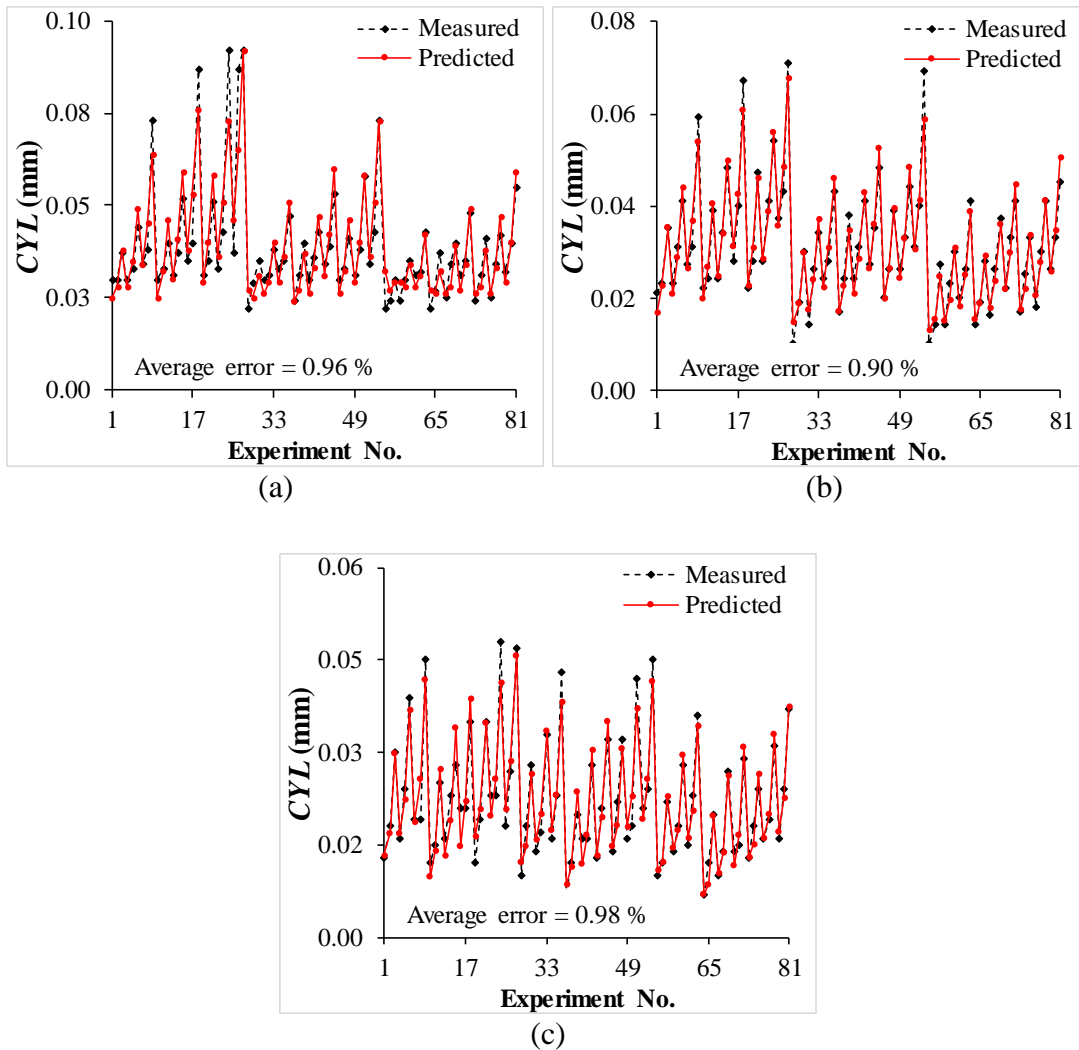 0.10
0.08
0.05
0.03
0.00
CYL (mm)
Measured
Predicted
Average error = 0.96 %
1 17 33 49 65 81
Experiment No.
(a)
0.08
0.06
0.04
0.02
0.00
CYL (mm)
Measured
Predicted
Average error = 0.90 %
1 17 33 49 65 81
Experiment No.
(b)
0.06
0.05
0.03
0.02
0.00
CYL (mm)
Measured
Predicted
Average error = 0.98 %
1 17 33 49 65 81
Experiment No.
(c)